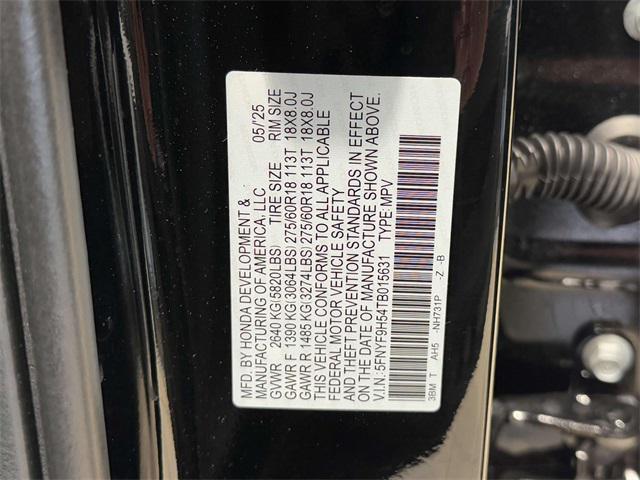 MFD. BY HONDA DEVELOPMENT & 05/'25
MANUFACTURING OF AMERICA, LLC
GVWR 2640 KG(5820LBS) TIRE SIZE RIM SIZE
GAWR F 1390 KG(3064LBS) 275/60R18 113T 18X8.0J
GAWR R 1485 KG(3274LBS) 275/60R18 113T 18X8.0J
THIS VEHICLE CONFORMS TO ALL APPLICABLE
FEDERAL MOTOR VEHICLE SAFETY
AND THEFT PREVENTION STANDARDS IN EFFECT
ON THE DATE OF MANUFACTURE SHOWN ABOVE.
V.I.N.: 5FNYF9H54TB015631 TYPE: MPV
3BM T AH5 -NH731P -Z -B